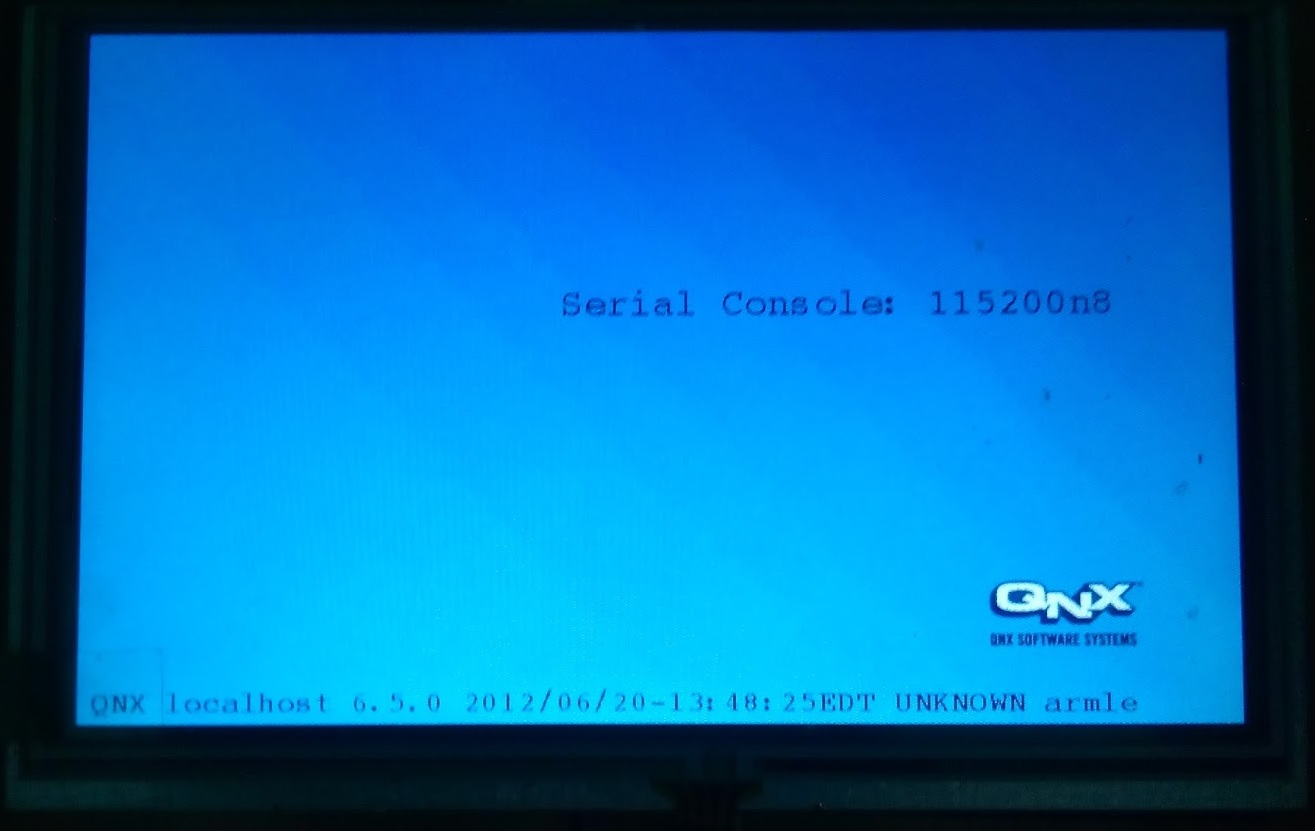 Serial Console: 115200n8
QNX
QNX SOFTWARE SYSTEMS
QNX localhost 6.5.0 2012/06/20-13:48:25EDT UNKNOWN armle